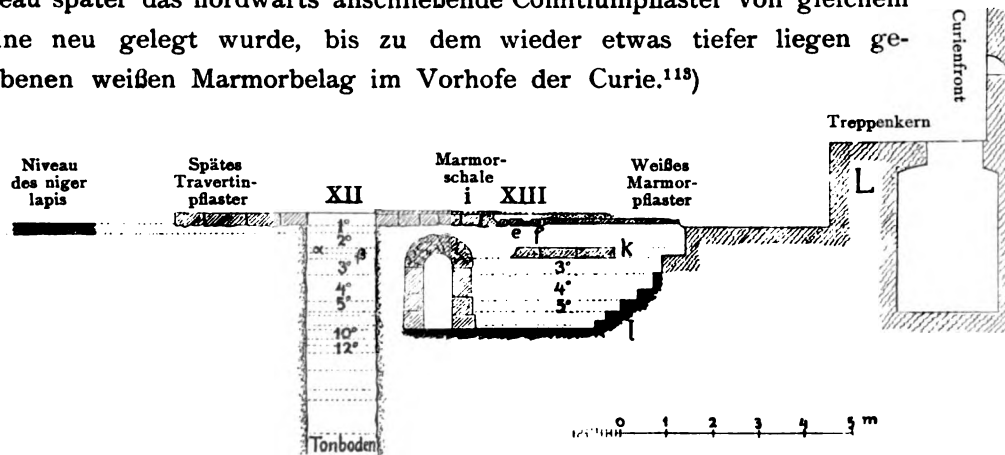 eau später das nordwärts anschließende Comitiumpflaster von gleichem
ine neu gelegt wurde, bis zu dem wieder etwas tiefer liegen ge-
benen weißen Marmorbelag im Vorhofe der Curie.¹¹³)
Curienfront
Treppenkern
Niveau
des niger
lapis
Spätes
Travertin-
pflaster
XII
Marmor-
schale
i
XIII
Weißes
Marmor-
pflaster
L
1°
2°
α
β
3°
4°
5°
10°
12°
e
f
k
3°
4°
5°
l
0 1 2 3 4 5 m
Tonboden